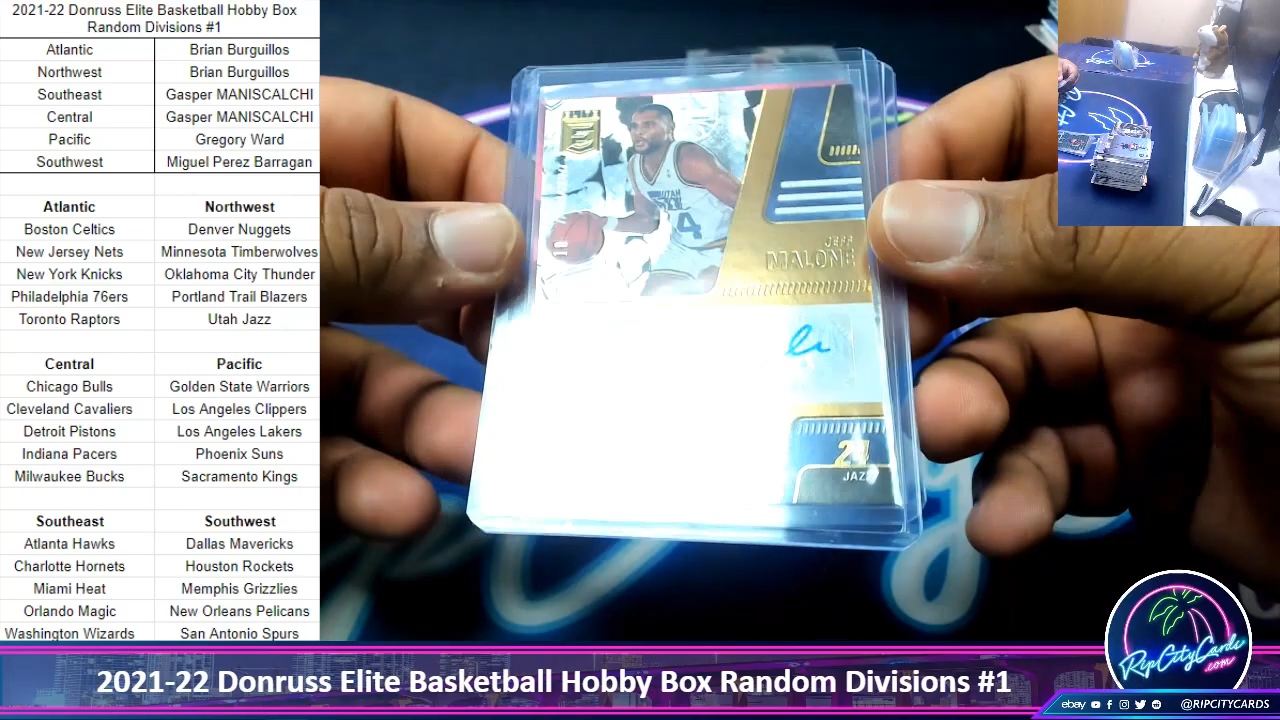 2021-22 Donruss Elite Basketball Hobby Box
Random Divisions #1
Atlantic Brian Burguillos
Northwest Brian Burguillos
Southeast Gasper MANISCALCHI
Central Gasper MANISCALCHI
Pacific Gregory Ward
Southwest Miguel Perez Barragan
Atlantic Northwest
Boston Celtics Denver Nuggets
New Jersey Nets Minnesota Timberwolves
New York Knicks Oklahoma City Thunder
Philadelphia 76ers Portland Trail Blazers
Toronto Raptors Utah Jazz
Central Pacific
Chicago Bulls Golden State Warriors
Cleveland Cavaliers Los Angeles Clippers
Detroit Pistons Los Angeles Lakers
Indiana Pacers Phoenix Suns
Milwaukee Bucks Sacramento Kings
Southeast Southwest
Atlanta Hawks Dallas Mavericks
Charlotte Hornets Houston Rockets
Miami Heat Memphis Grizzlies
Orlando Magic New Orleans Pelicans
Washington Wizards San Antonio Spurs
E
UTAH
JEFF
MALONE
JAZZ
RipCityCards
.com
2021-22 Donruss Elite Basketball Hobby Box Random Divisions #1
ebay @RIPCITYCARDS